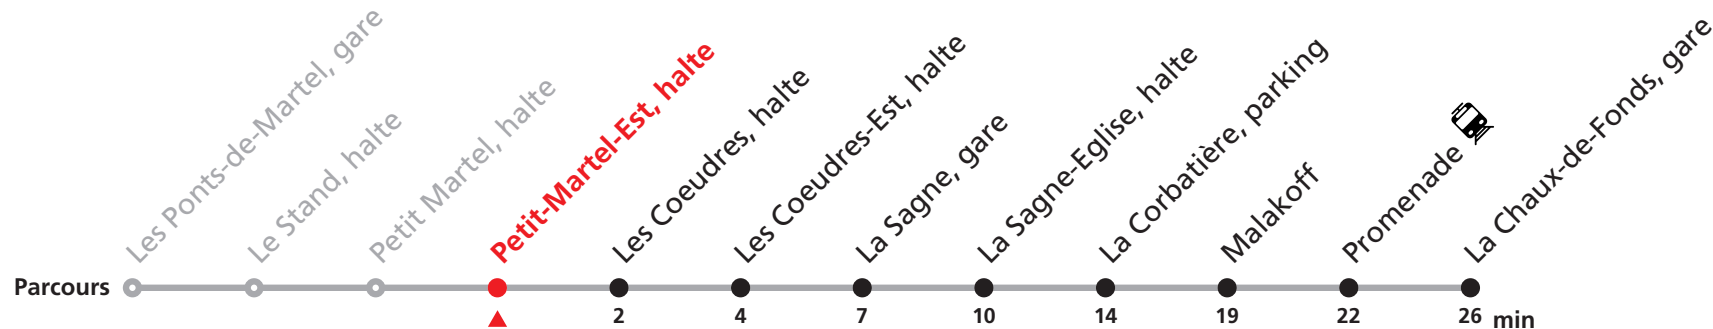 Les Ponts-de-Martel, gare
Le Stand, halte
Petit Martel, halte
Petit-Martel-Est, halte
Les Coeudres, halte
Les Coeudres-Est, halte
La Sagne, gare
La Sagne-Eglise, halte
La Corbatière, parking
Malakoff
Promenade
La Chaux-de-Fonds, gare
Parcours
2 4 7 10 14 19 22 26 min